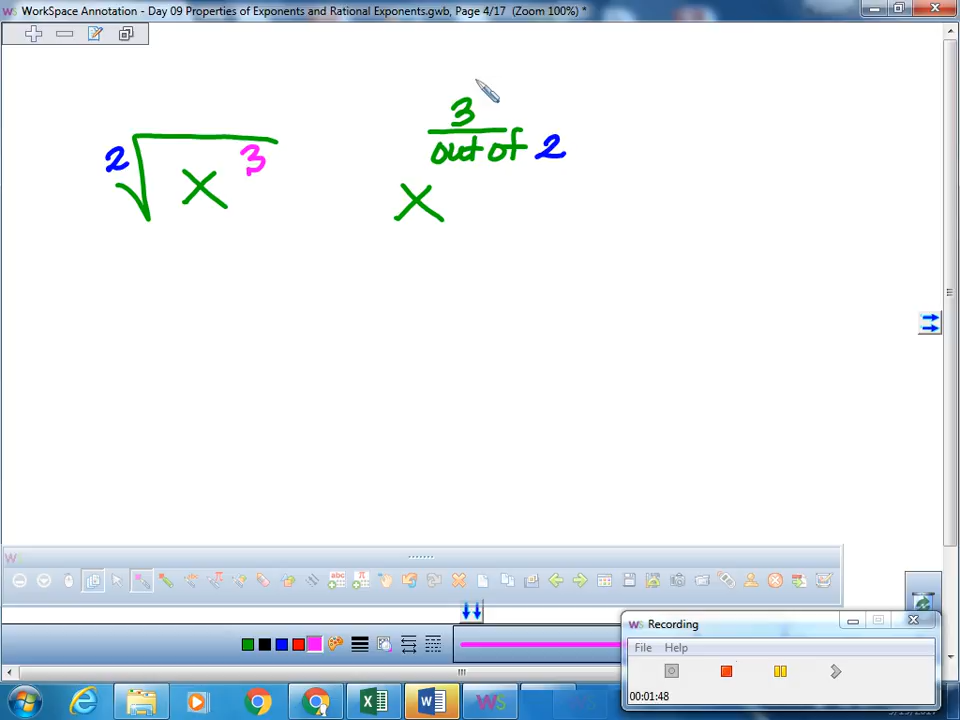 WorkSpace Annotation - Day 09 Properties of Exponents and Rational Exponents.gwb, Page 4/17 (Zoom 100%) *
3
out of 2
2 √ x 3
x
Recording
File Help
00:01:48